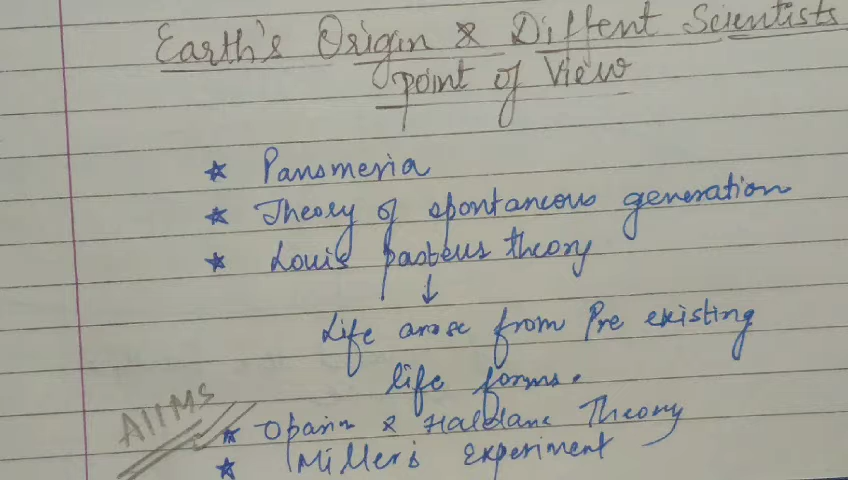 Earth's Origin & Diffent Scientists
point of View
★ Pansmeria
★ Theory of spontaneous generation
★ Louis pasteus theory
↓
Life arose from Pre existing
life forms.
AIIMS
★ Oparin & Haldane Theory
★ Miller's Experiment